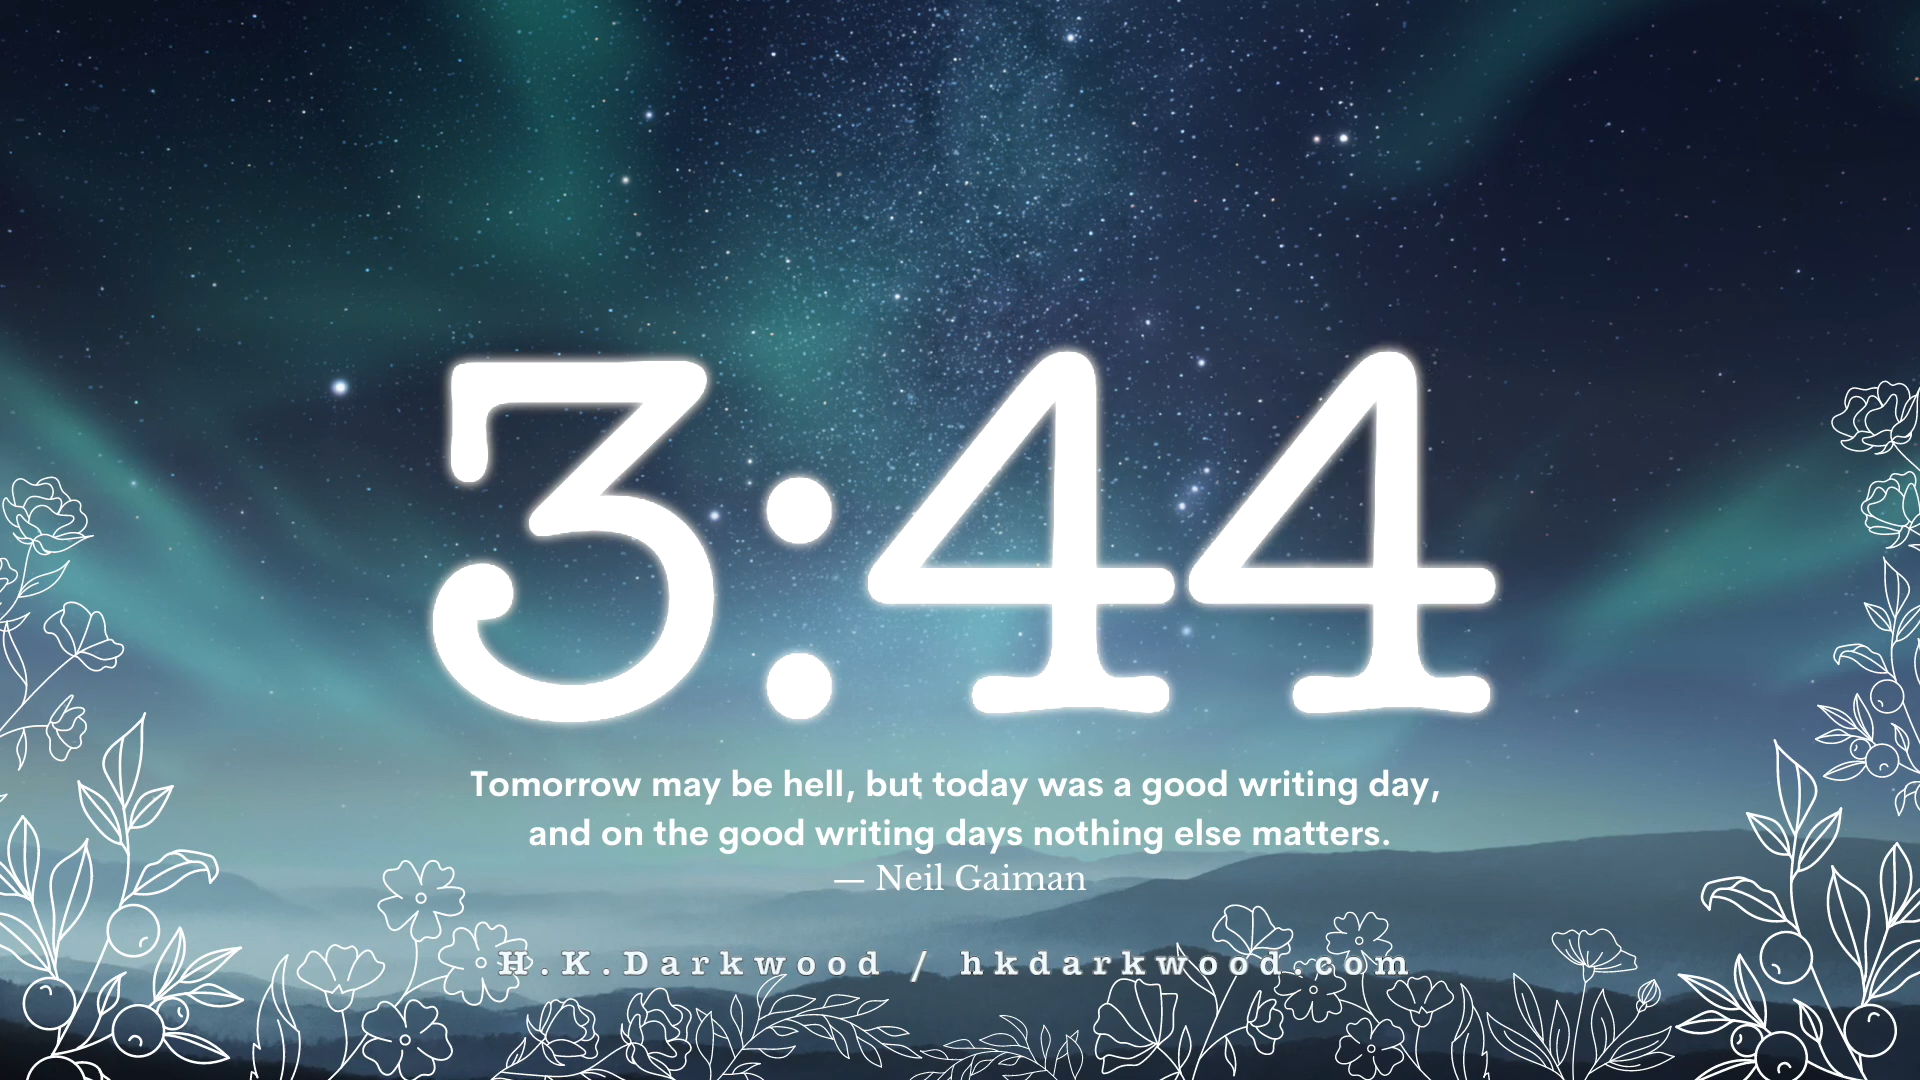 3:44
Tomorrow may be hell, but today was a good writing day,
and on the good writing days nothing else matters.
— Neil Gaiman
H.K.Darkwood / hkdarkwood.com